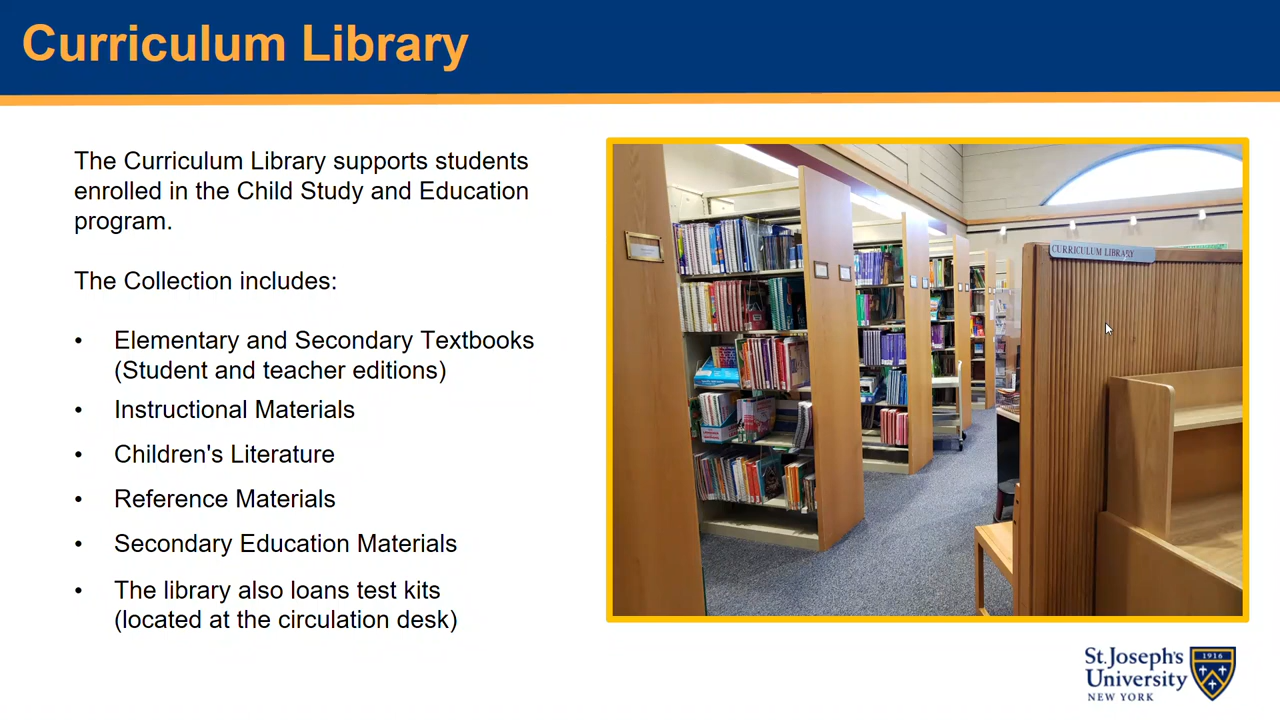 Curriculum Library
The Curriculum Library supports students
enrolled in the Child Study and Education
program.
The Collection includes:
• Elementary and Secondary Textbooks
(Student and teacher editions)
• Instructional Materials
• Children's Literature
• Reference Materials
• Secondary Education Materials
• The library also loans test kits
(located at the circulation desk)
CURRICULUM LIBRARY
St. Joseph's
University
NEW YORK
1916